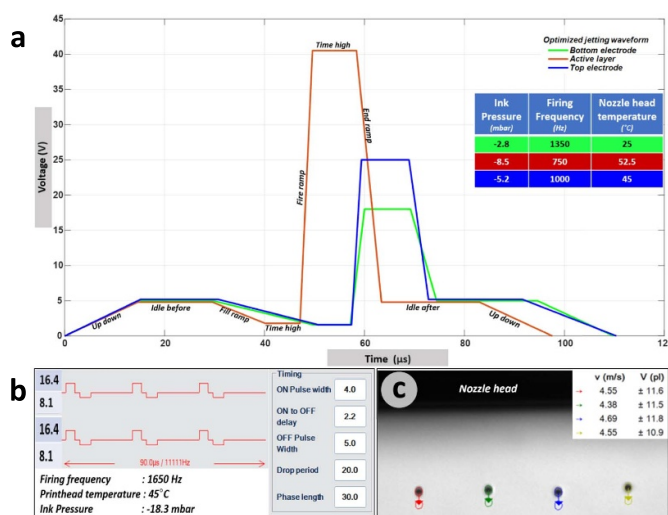 a
45
40
35
30
25
20
15
10
5
0
Voltage (V)
0
20
40
60
80
100
120
Time (µs)
Up down
Idle before
Fill ramp
Time high
Fire ramp
Time high
End ramp
Idle after
Up down
Optimized jetting waveform
Bottom electrode
Active layer
Top electrode
Ink Pressure (mbar) Firing Frequency (Hz) Nozzle head temperature (°C)
-2.8 1350 25
-8.5 750 52.5
-5.2 1000 45
b
16.4
8.1
16.4
8.1
90.0µs / 11111Hz
Firing frequency : 1650 Hz
Printhead temperature : 45°C
Ink Pressure : -18.3 mbar
Timing
ON Pulse width 4.0
ON to OFF delay 2.2
OFF Pulse Width 5.0
Drop period 20.0
Phase length 30.0
c
Nozzle head
v (m/s) V (pl)
4.55 ± 11.6
4.38 ± 11.5
4.69 ± 11.8
4.55 ± 10.9